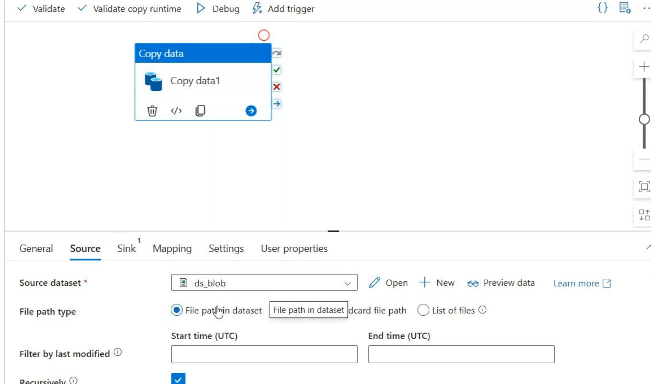 Validate Validate copy runtime Debug Add trigger {}
Copy data
Copy data1
General Source Sink 1 Mapping Settings User properties
Source dataset * ds_blob Open New Preview data Learn more
File path type File path in dataset File path in dataset dcard file path List of files
Start time (UTC) End time (UTC)
Filter by last modified
Recursively